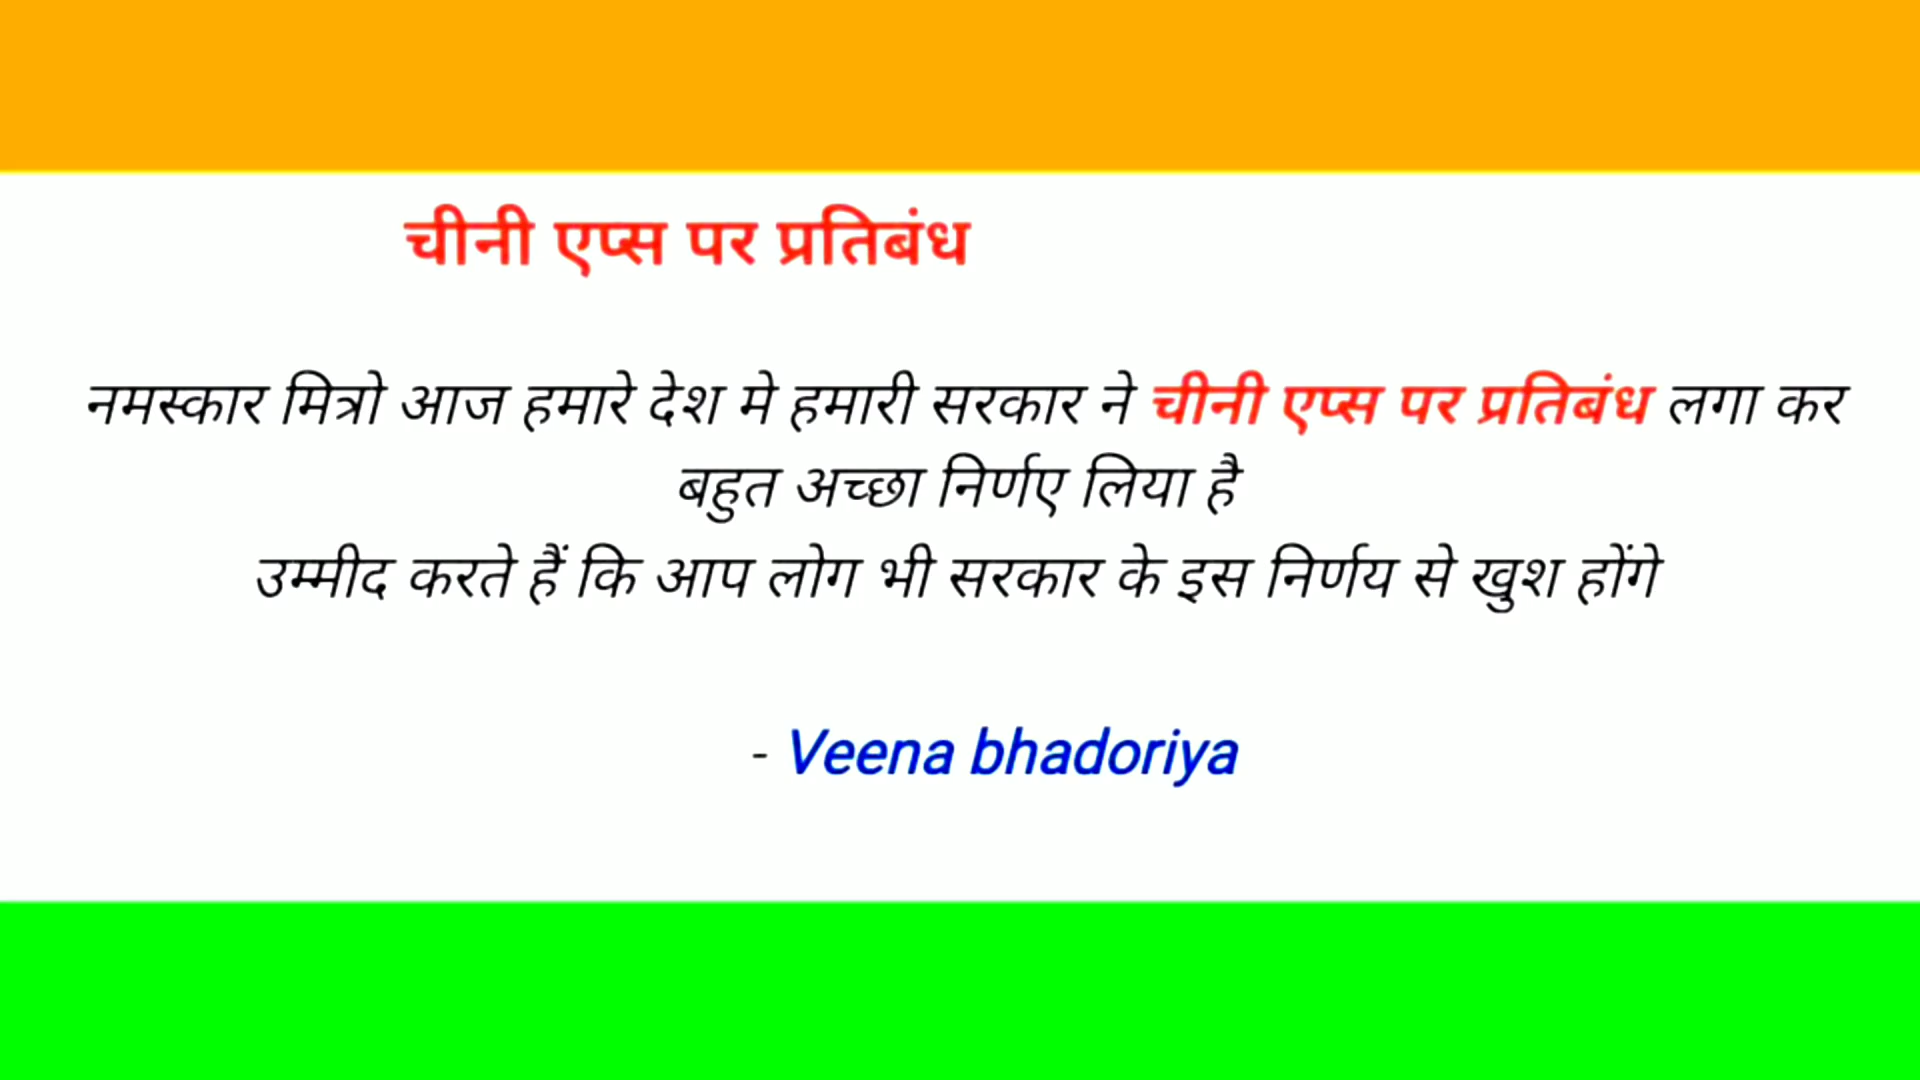 चीनी एप्स पर प्रतिबंध
नमस्कार मित्रो आज हमारे देश मे हमारी सरकार ने चीनी एप्स पर प्रतिबंध लगा कर
बहुत अच्छा निर्णए लिया है
उम्मीद करते हैं कि आप लोग भी सरकार के इस निर्णय से खुश होंगे
- Veena bhadoriya